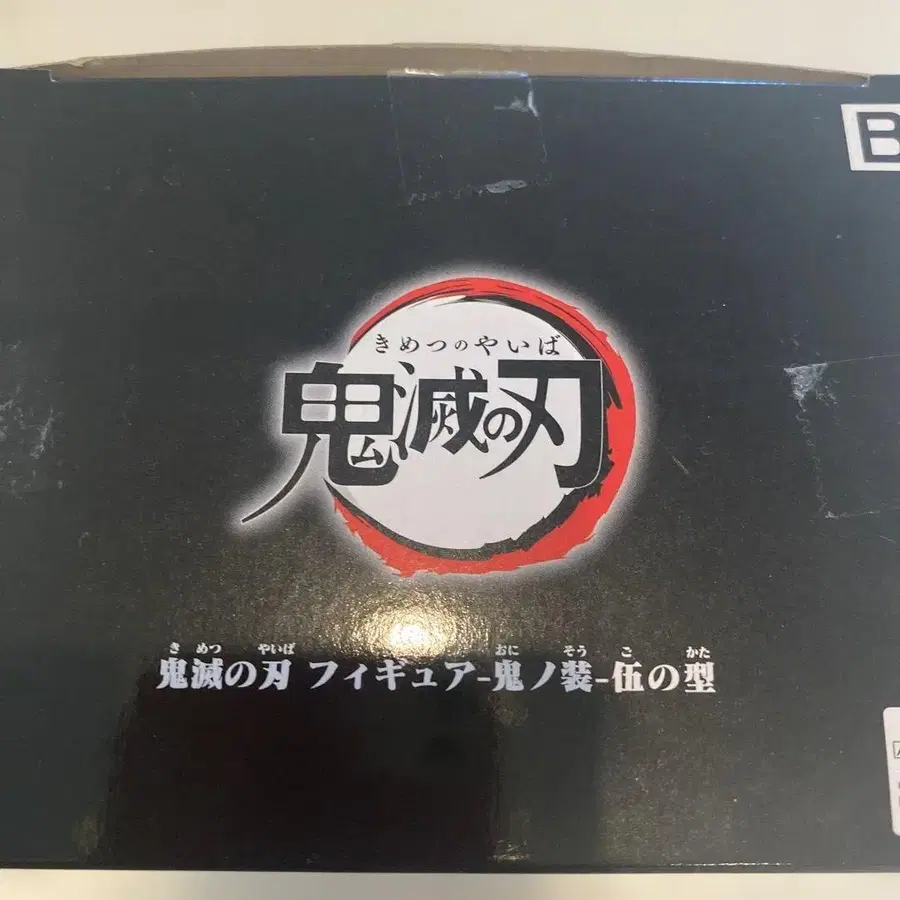 B
きめつのやいば
鬼滅の刃
きめつ やいば おに そう ご かた
鬼滅の刃 フィギュア-鬼ノ装-伍の型